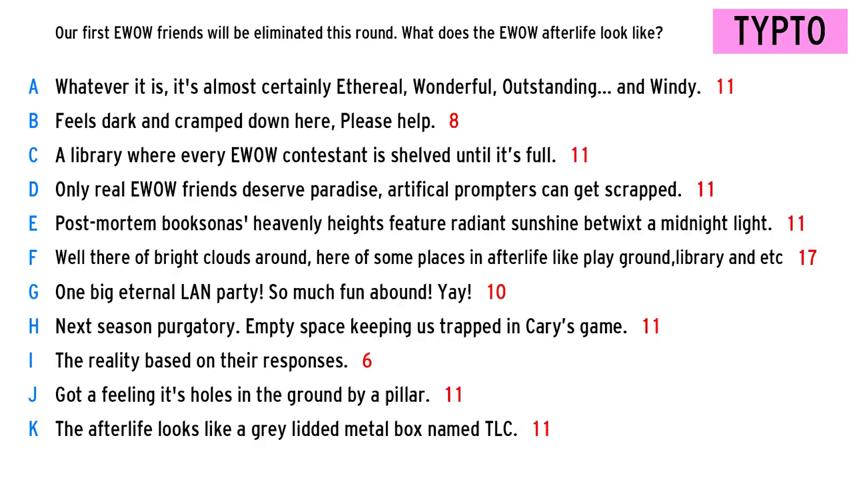 Our first EWOW friends will be eliminated this round. What does the EWOW afterlife look like?
TYPTO
A Whatever it is, it's almost certainly Ethereal, Wonderful, Outstanding... and Windy. 11
B Feels dark and cramped down here, Please help. 8
C A library where every EWOW contestant is shelved until it’s full. 11
D Only real EWOW friends deserve paradise, artifical prompters can get scrapped. 11
E Post-mortem booksonas' heavenly heights feature radiant sunshine betwixt a midnight light. 11
F Well there of bright clouds around, here of some places in afterlife like play ground,library and etc 17
G One big eternal LAN party! So much fun abound! Yay! 10
H Next season purgatory. Empty space keeping us trapped in Cary’s game. 11
I The reality based on their responses. 6
J Got a feeling it's holes in the ground by a pillar. 11
K The afterlife looks like a grey lidded metal box named TLC. 11